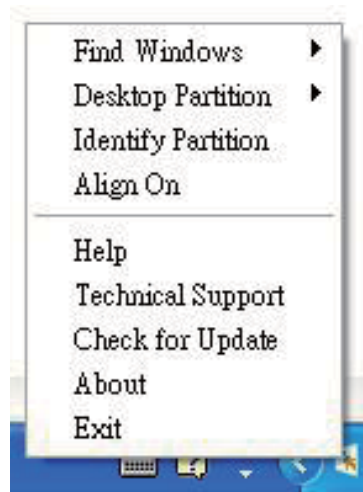 Find Windows
Desktop Partition
Identify Partition
Align On
Help
Technical Support
Check for Update
About
Exit